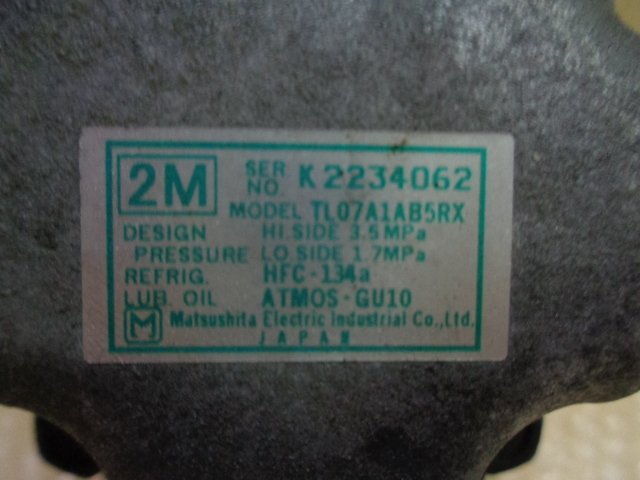 2M SER NO K2234062
MODEL TL07A1AB5RX
DESIGN HI.SIDE 3.5MPa
PRESSURE LO SIDE 1.7MPa
REFRIG. HFC-134a
LUB. OIL ATMOS-GU10
M Matsushita Electric Industrial Co.,Ltd.
JAPAN